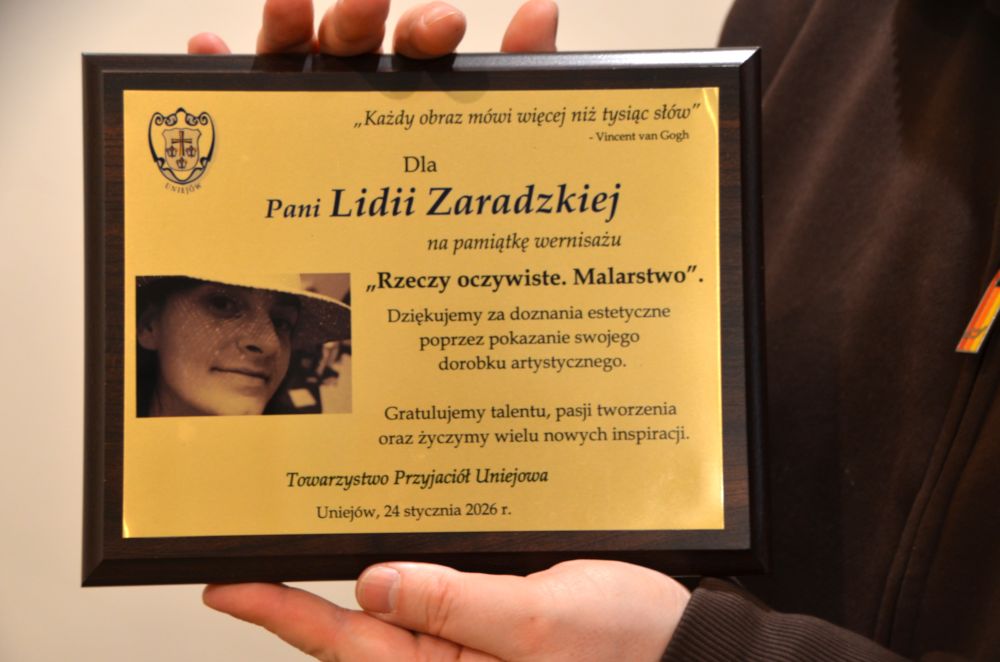 „Każdy obraz mówi więcej niż tysiąc słów”
- Vincent van Gogh
UNIEJÓW
Dla
Pani Lidii Zaradzkiej
na pamiątkę wernisażu
„Rzeczy oczywiste. Malarstwo”.
Dziękujemy za doznania estetyczne
poprzez pokazanie swojego
dorobku artystycznego.
Gratulujemy talentu, pasji tworzenia
oraz życzymy wielu nowych inspiracji.
Towarzystwo Przyjaciół Uniejowa
Uniejów, 24 stycznia 2026 r.